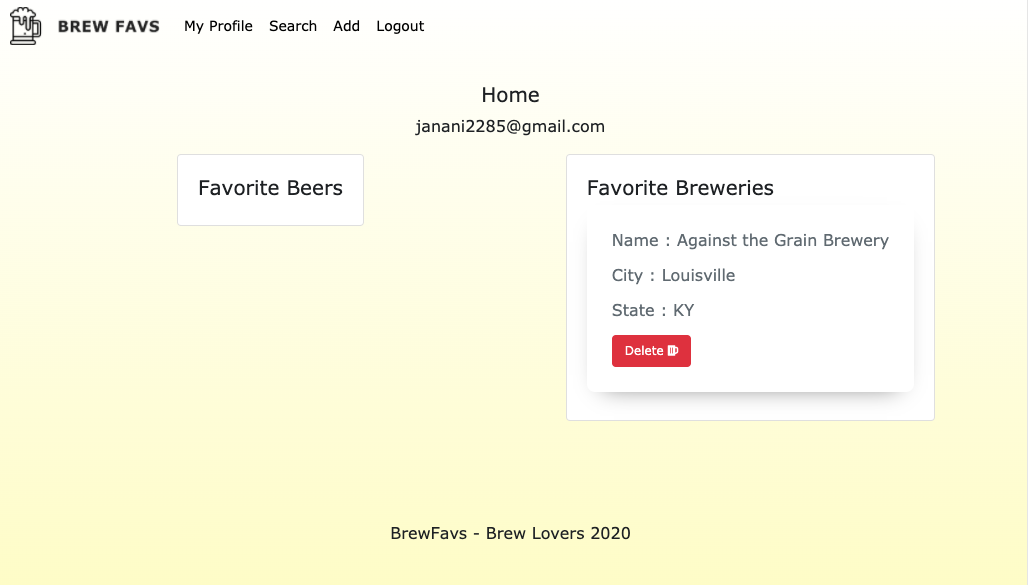 BREW FAVS My Profile Search Add Logout
Home
janani2285@gmail.com
Favorite Beers
Favorite Breweries
Name : Against the Grain Brewery
City : Louisville
State : KY
Delete
BrewFavs - Brew Lovers 2020